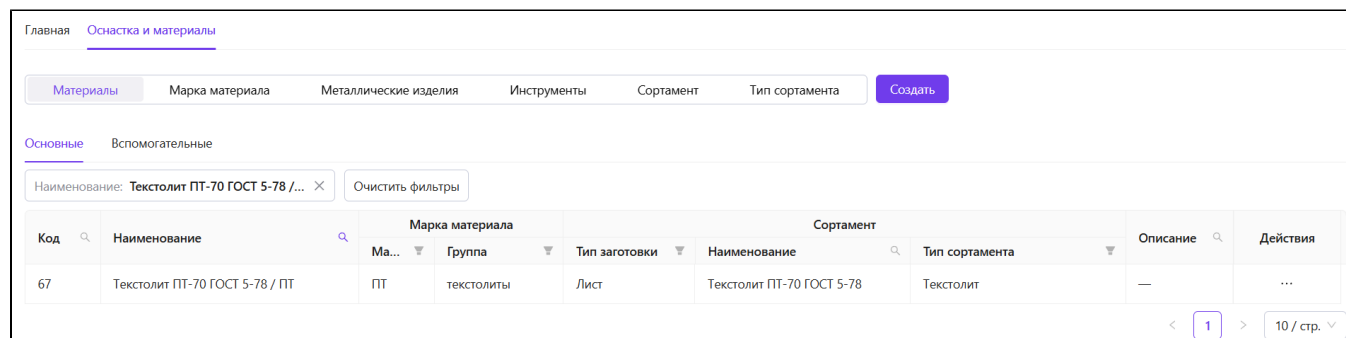 Главная Оснастка и материалы
Материалы Марка материала Металлические изделия Инструменты Сортамент Тип сортамента Создать
Основные Вспомогательные
Наименование: Текстолит ПТ-70 ГОСТ 5-78 /... Очистить фильтры
Марка материала Сортамент
Код Наименование Ма... Группа Тип заготовки Наименование Тип сортамента Описание Действия
67 Текстолит ПТ-70 ГОСТ 5-78 / ПТ ПТ текстолиты Лист Текстолит ПТ-70 ГОСТ 5-78 Текстолит — ...
< 1 > 10 / стр.